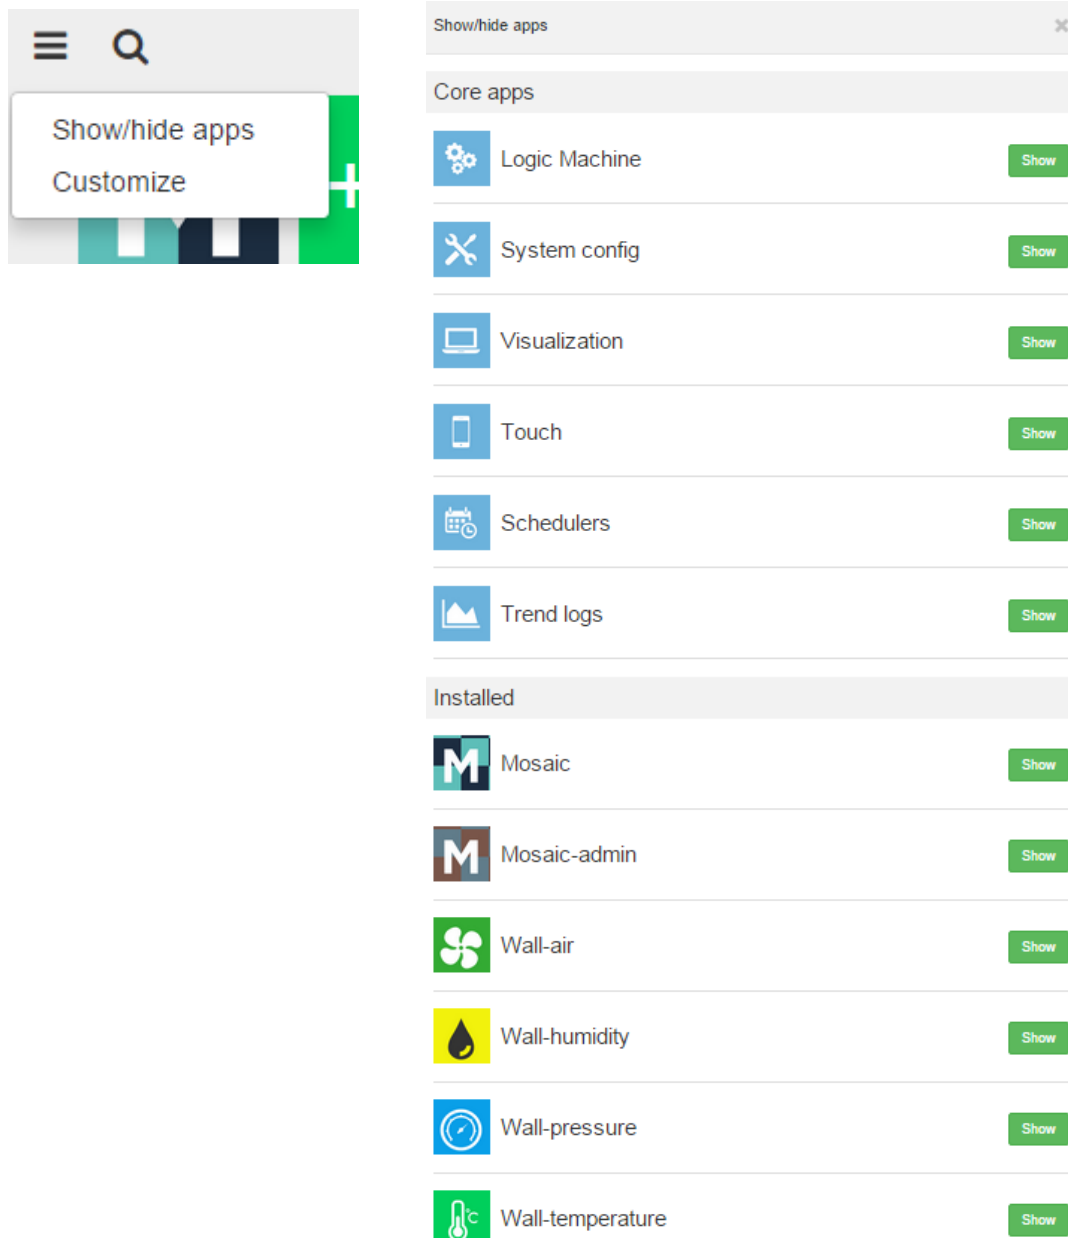 Show/hide apps
Customize
Show/hide apps
Core apps
Logic Machine Show
System config Show
Visualization Show
Touch Show
Schedulers Show
Trend logs Show
Installed
M Mosaic Show
M Mosaic-admin Show
Wall-air Show
Wall-humidity Show
Wall-pressure Show
°C Wall-temperature Show